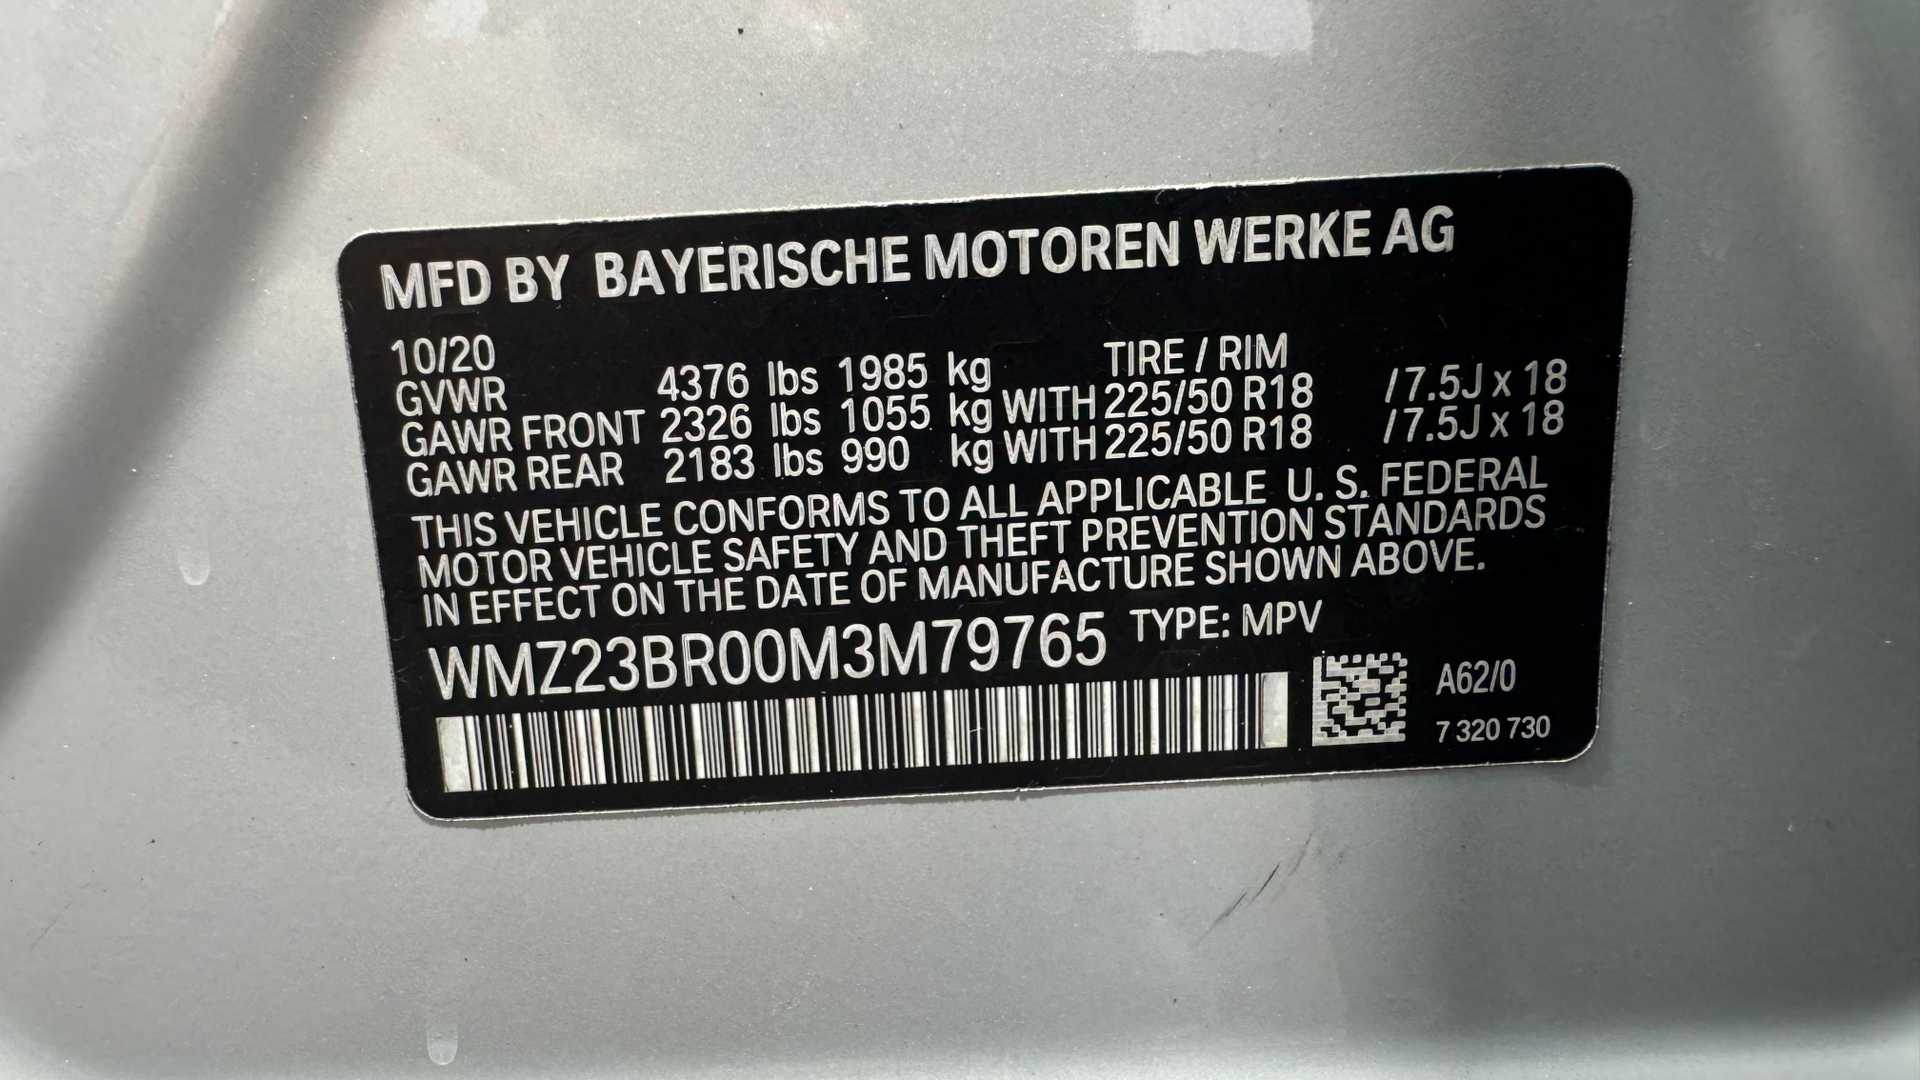 MFD BY BAYERISCHE MOTOREN WERKE AG
10/20 TIRE / RIM
GVWR 4376 lbs 1985 kg
GAWR FRONT 2326 lbs 1055 kg WITH 225/50 R18 /7.5J x 18
GAWR REAR 2183 lbs 990 kg WITH 225/50 R18 /7.5J x 18
THIS VEHICLE CONFORMS TO ALL APPLICABLE U. S. FEDERAL
MOTOR VEHICLE SAFETY AND THEFT PREVENTION STANDARDS
IN EFFECT ON THE DATE OF MANUFACTURE SHOWN ABOVE.
WMZ23BR00M3M79765 TYPE: MPV
A62/0
7 320 730